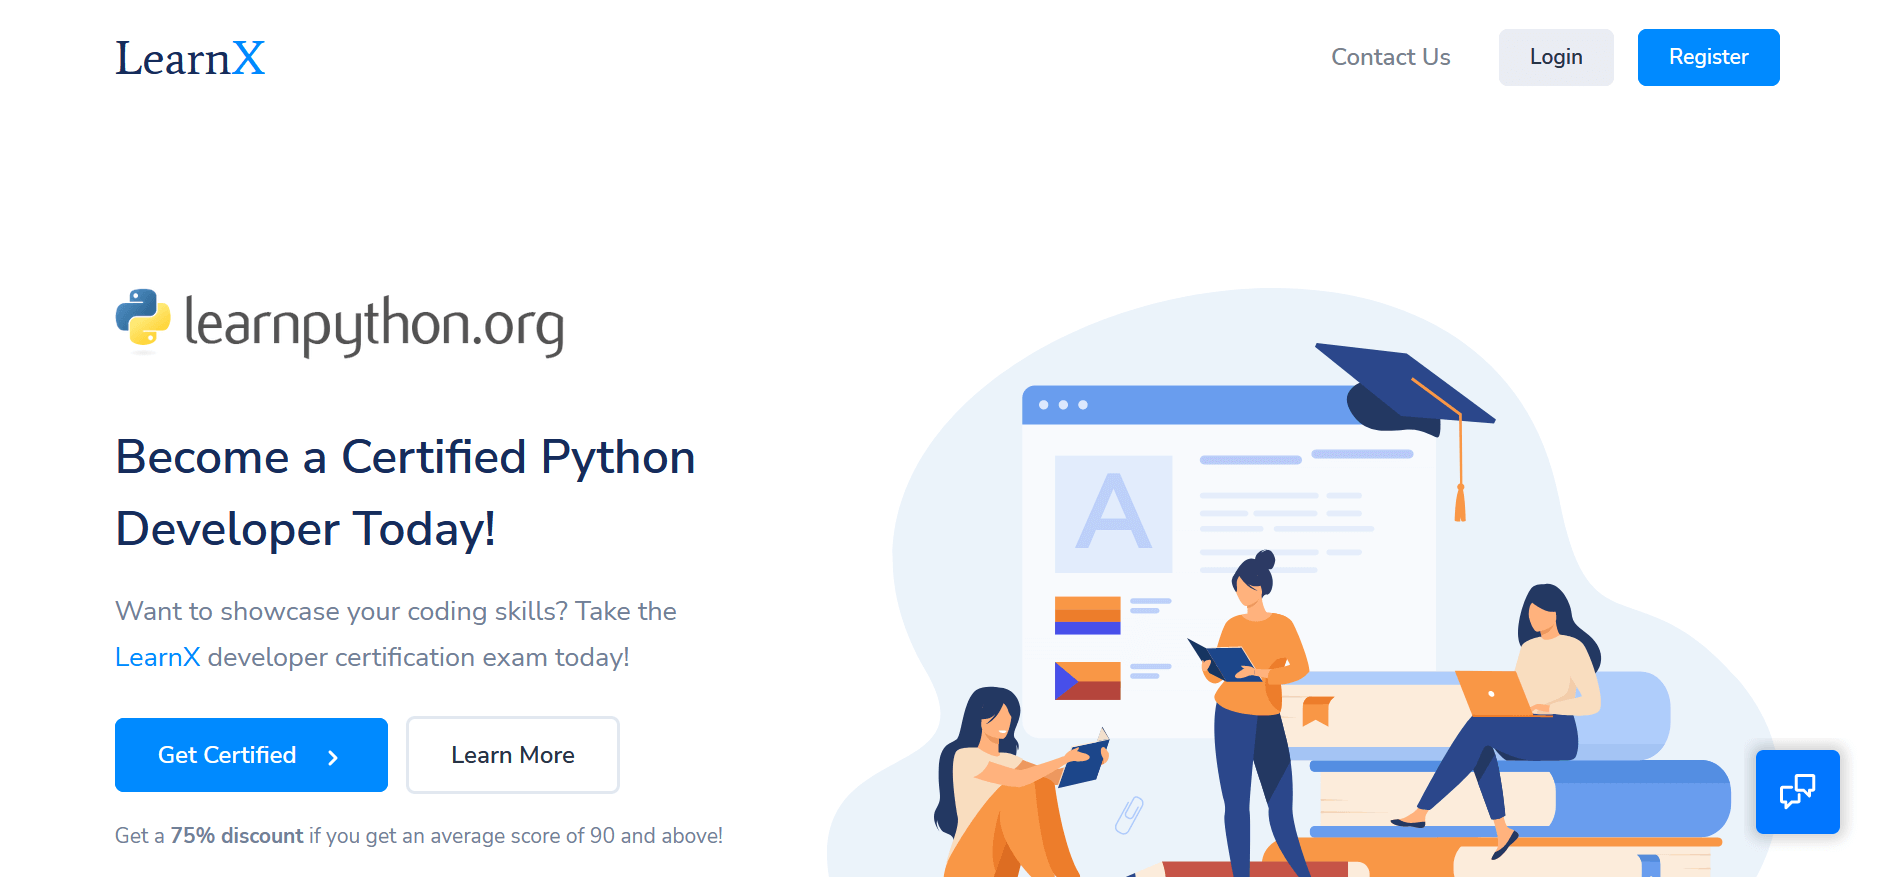 LearnX
Contact Us
Login
Register
learnpython.org
Become a Certified Python
Developer Today!
Want to showcase your coding skills? Take the
LearnX developer certification exam today!
Get Certified
Learn More
Get a 75% discount if you get an average score of 90 and above!
A